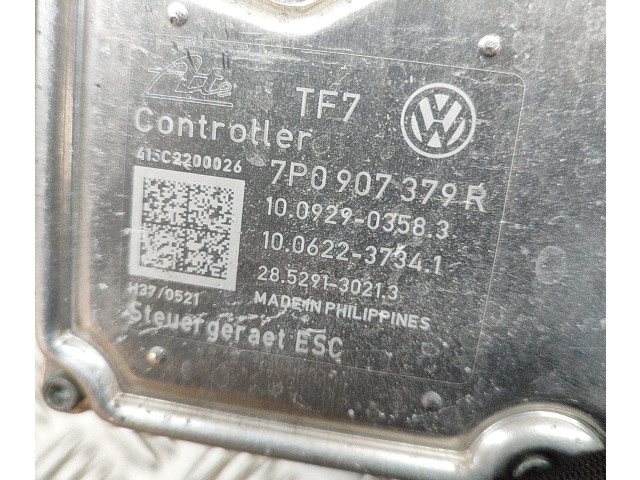 Ate TF7
Controller
415C2200026
7P0 907 379 R
10.0929-0358.3
10.0622-3734.1
28.5291-3021.3
H37/0521
MADE IN PHILIPPINES
Steuergeraet ESC